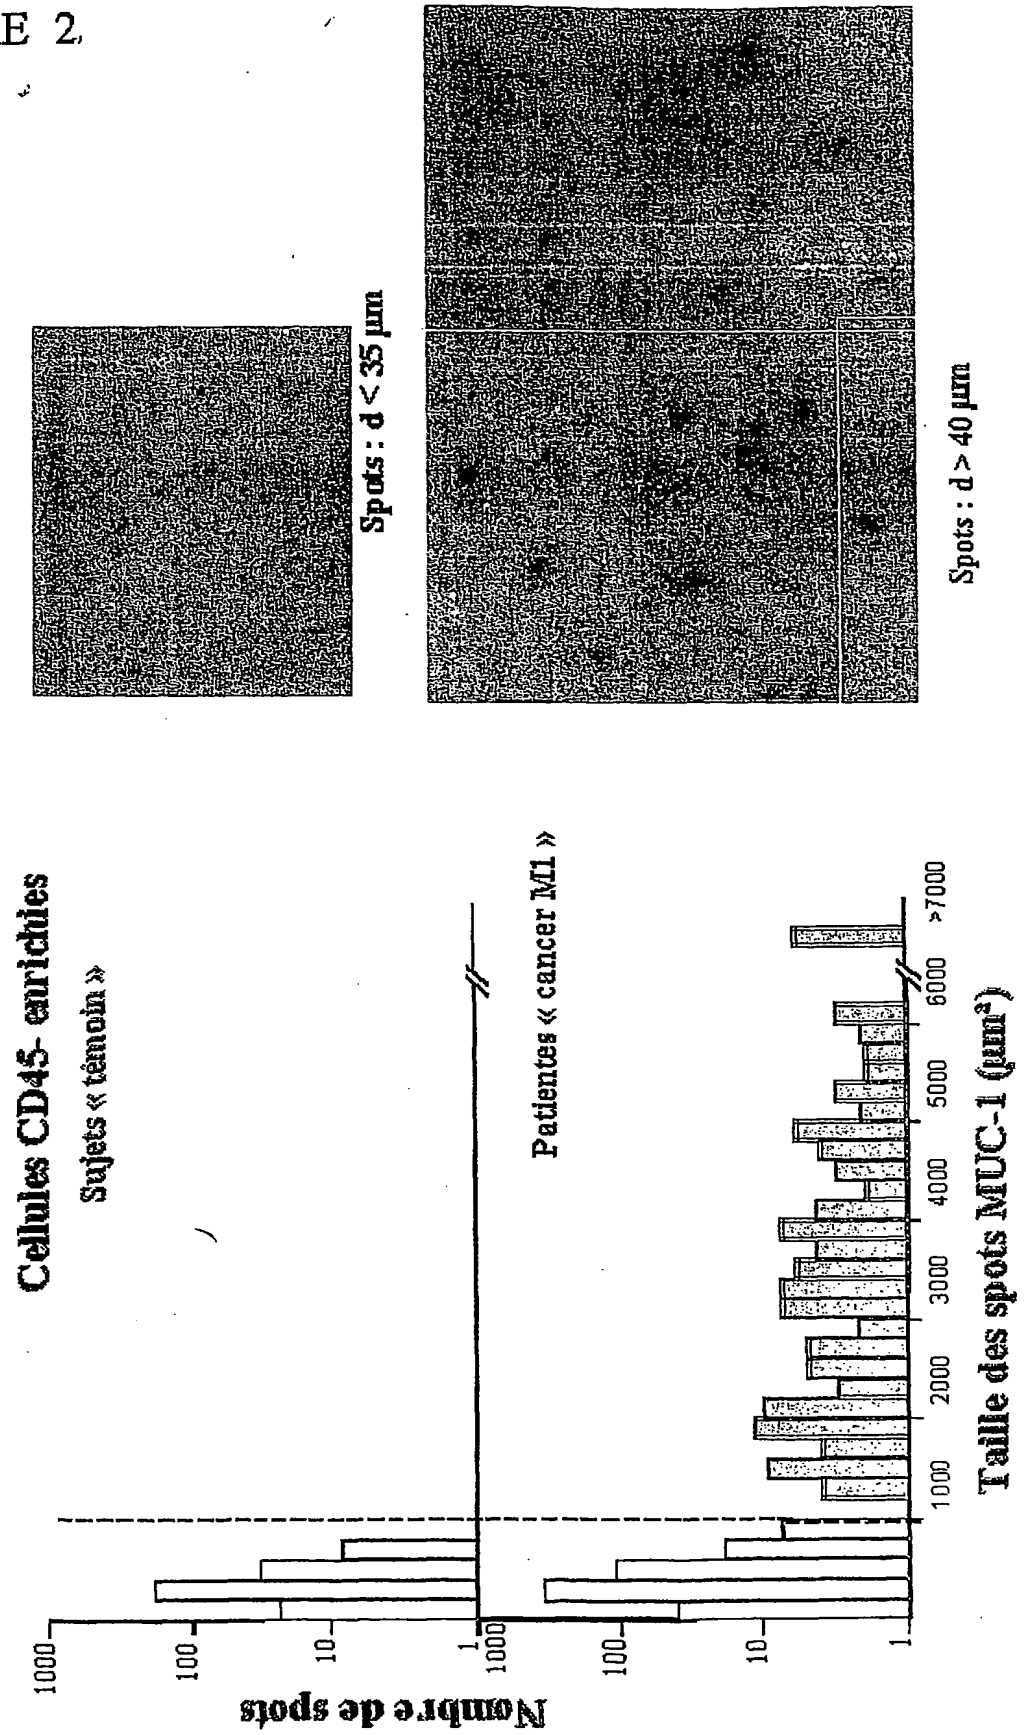 E 2
Cellules CD45- enrichies
Sujets « témoin »
1000
100
10
1
Patientes « cancer M1 »
1000
100
10
1
Nombre de spots
1000
2000
3000
4000
5000
6000
>7000
Taille des spots MUC-1 (µm²)
Spots : d < 35 µm
Spots : d > 40 µm